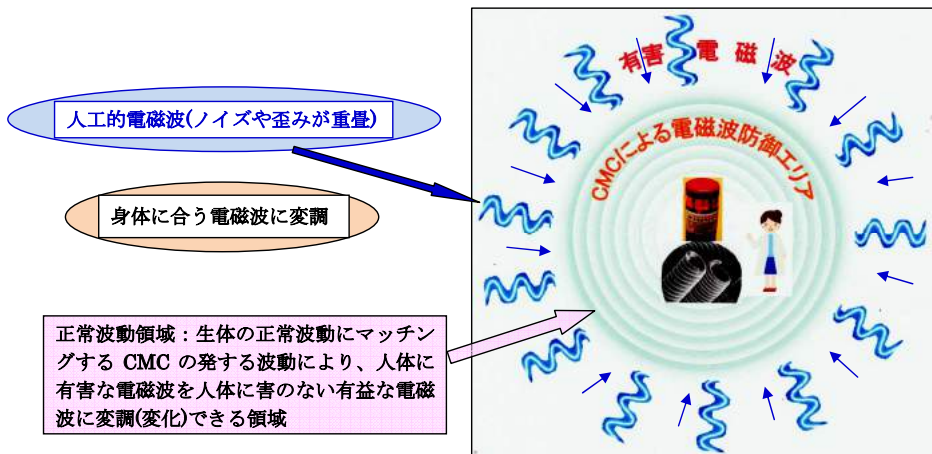 有害電磁波
人工的電磁波(ノイズや歪みが重畳)
CMCによる電磁波防御エリア
身体に合う電磁波に変調
正常波動領域：生体の正常波動にマッチン
グする CMC の発する波動により、人体に
有害な電磁波を人体に害のない有益な電磁
波に変調(変化)できる領域